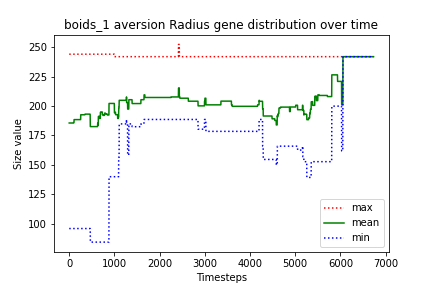 boids_1 aversion Radius gene distribution over time
Size value
250
225
200
175
150
125
100
max
mean
min
0 1000 2000 3000 4000 5000 6000 7000
Timesteps